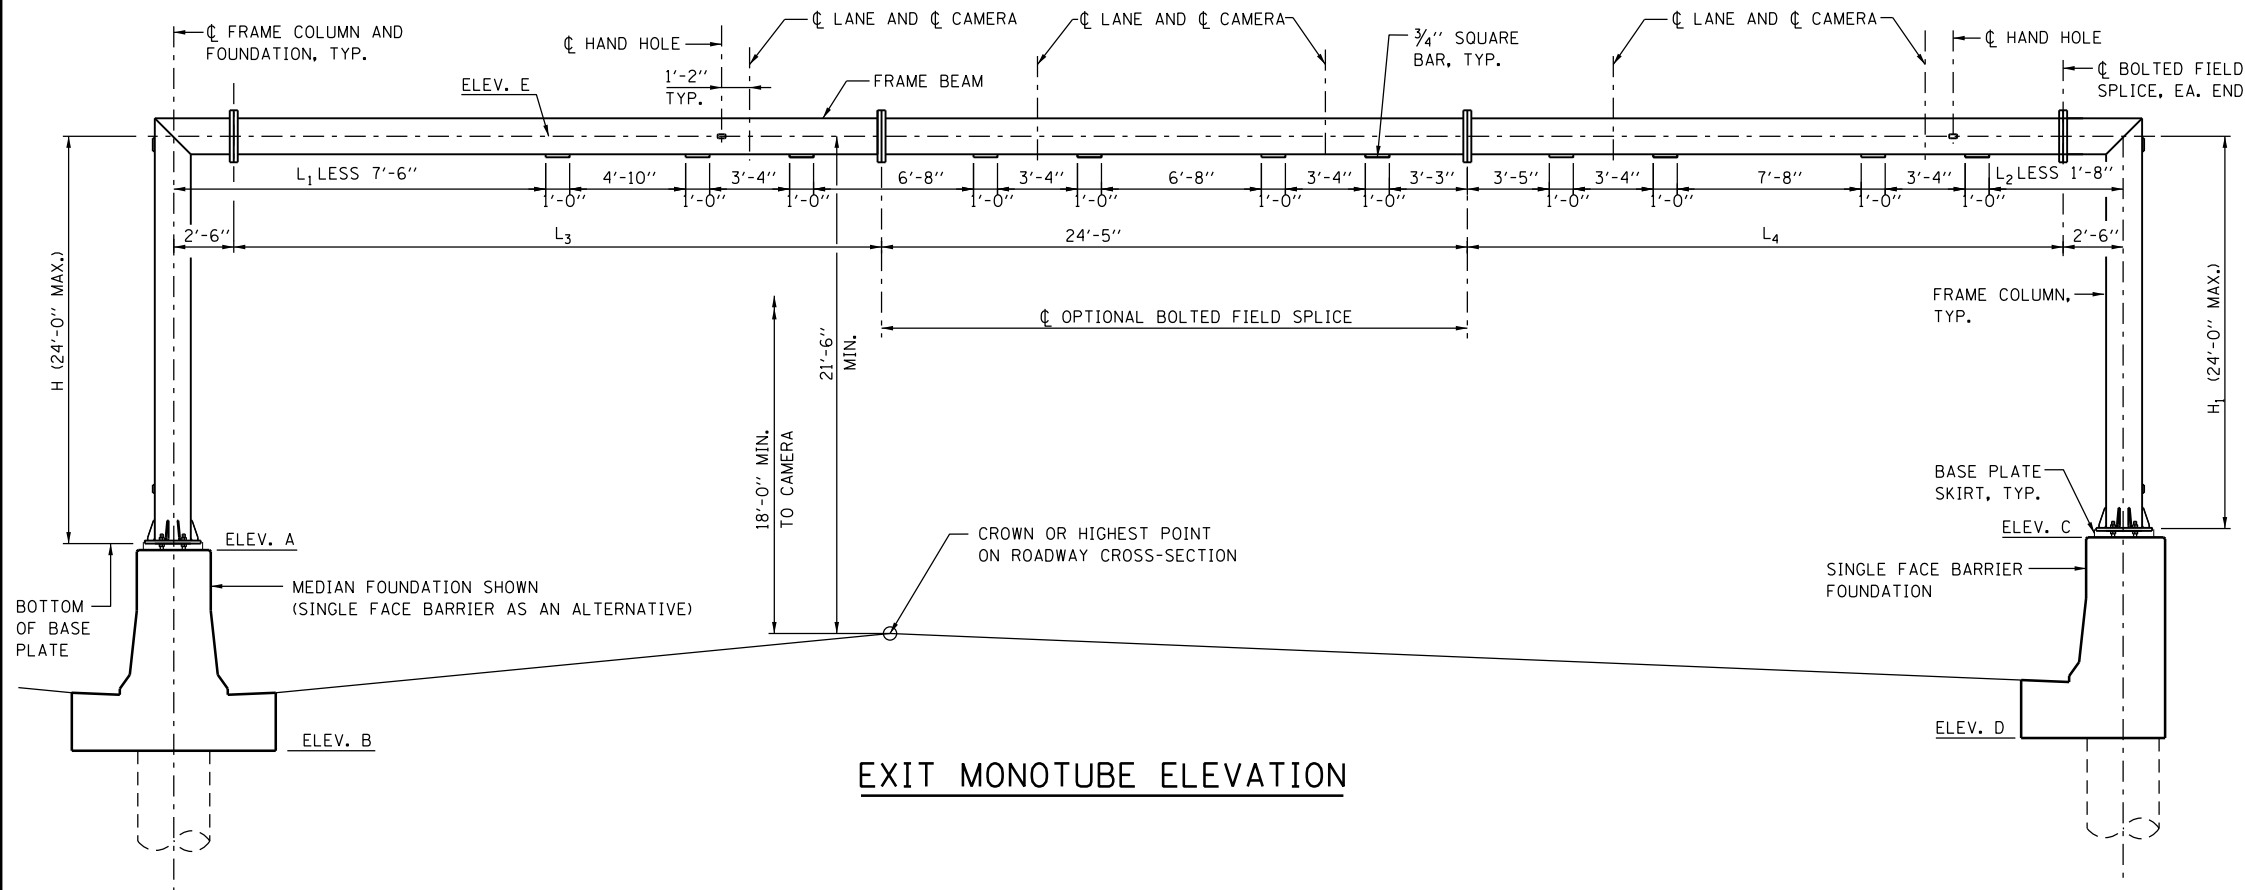 ℄ FRAME COLUMN AND
FOUNDATION, TYP.
℄ HAND HOLE
1'-2"
TYP.
℄ LANE AND ℄ CAMERA
℄ LANE AND ℄ CAMERA
3/4" SQUARE
BAR, TYP.
℄ LANE AND ℄ CAMERA
℄ HAND HOLE
℄ BOLTED FIELD
SPLICE, EA. END
ELEV. E
FRAME BEAM
L1 LESS 7'-6"
4'-10"
3'-4"
6'-8"
3'-4"
6'-8"
3'-4"
3'-3"
3'-5"
3'-4"
7'-8"
3'-4"
L2 LESS 1'-8"
1'-0"
1'-0"
1'-0"
1'-0"
1'-0"
1'-0"
1'-0"
1'-0"
1'-0"
1'-0"
1'-0"
2'-6"
L3
24'-5"
L4
2'-6"
H (24'-0" MAX.)
℄ OPTIONAL BOLTED FIELD SPLICE
21'-6"
MIN.
18'-0" MIN.
TO CAMERA
FRAME COLUMN,
TYP.
H1 (24'-0" MAX.)
BASE PLATE
SKIRT, TYP.
ELEV. A
CROWN OR HIGHEST POINT
ON ROADWAY CROSS-SECTION
ELEV. C
MEDIAN FOUNDATION SHOWN
(SINGLE FACE BARRIER AS AN ALTERNATIVE)
SINGLE FACE BARRIER
FOUNDATION
BOTTOM
OF BASE
PLATE
ELEV. B
ELEV. D
EXIT MONOTUBE ELEVATION